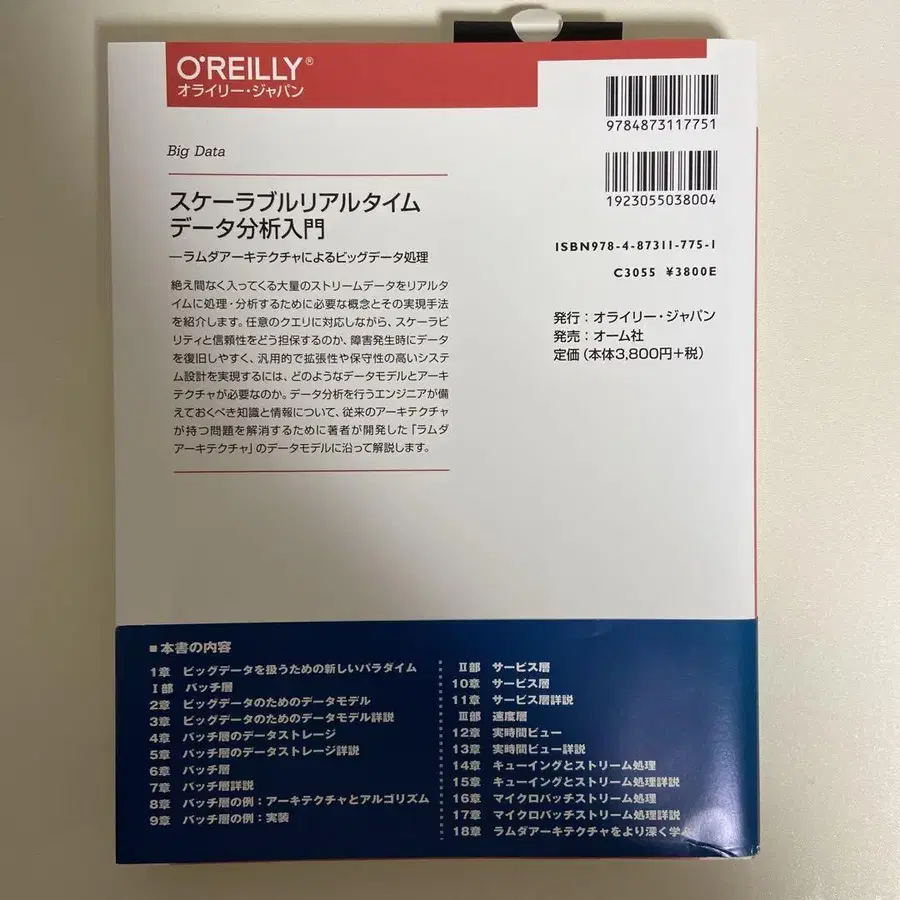 O'REILLY®
オライリー・ジャパン
Big Data
スケーラブルリアルタイム
データ分析入門
―ラムダアーキテクチャによるビッグデータ処理
絶え間なく入ってくる大量のストリームデータをリアルタ
イムに処理・分析するために必要な概念とその実現手法
を紹介します。任意のクエリに対応しながら、スケーラビ
リティと信頼性をどう担保するのか、障害発生時にデータ
を復旧しやすく、汎用的で拡張性や保守性の高いシステ
ム設計を実現するには、どのようなデータモデルとアーキ
テクチャが必要なのか。データ分析を行うエンジニアが備
えておくべき知識と情報について、従来のアーキテクチャ
が持つ問題を解消するために著者が開発した「ラムダ
アーキテクチャ」のデータモデルに沿って解説します。
9784873117751
1923055038004
ISBN978-4-87311-775-1
C3055 ¥3800E
発行：オライリー・ジャパン
発売：オーム社
定価（本体3,800円+税）
■本書の内容
1章 ビッグデータを扱うための新しいパラダイム
Ⅰ部 バッチ層
2章 ビッグデータのためのデータモデル
3章 ビッグデータのためのデータモデル詳説
4章 バッチ層のデータストレージ
5章 バッチ層のデータストレージ詳説
6章 バッチ層
7章 バッチ層詳説
8章 バッチ層の例：アーキテクチャとアルゴリズム
9章 バッチ層の例：実装
Ⅱ部 サービス層
10章 サービス層
11章 サービス層詳説
Ⅲ部 速度層
12章 実時間ビュー
13章 実時間ビュー詳説
14章 キューイングとストリーム処理
15章 キューイングとストリーム処理詳説
16章 マイクロバッチストリーム処理
17章 マイクロバッチストリーム処理詳説
18章 ラムダアーキテクチャをより深く学ぶ